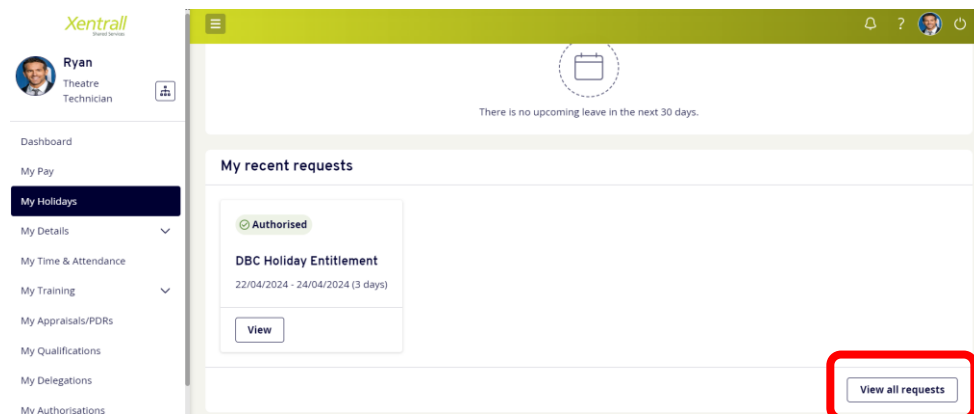 Xentrall
Shared Services
Ryan
Theatre
Technician
Dashboard
My Pay
My Holidays
My Details
My Time & Attendance
My Training
My Appraisals/PDRs
My Qualifications
My Delegations
My Authorisations
?
There is no upcoming leave in the next 30 days.
My recent requests
Authorised
DBC Holiday Entitlement
22/04/2024 - 24/04/2024 (3 days)
View
View all requests